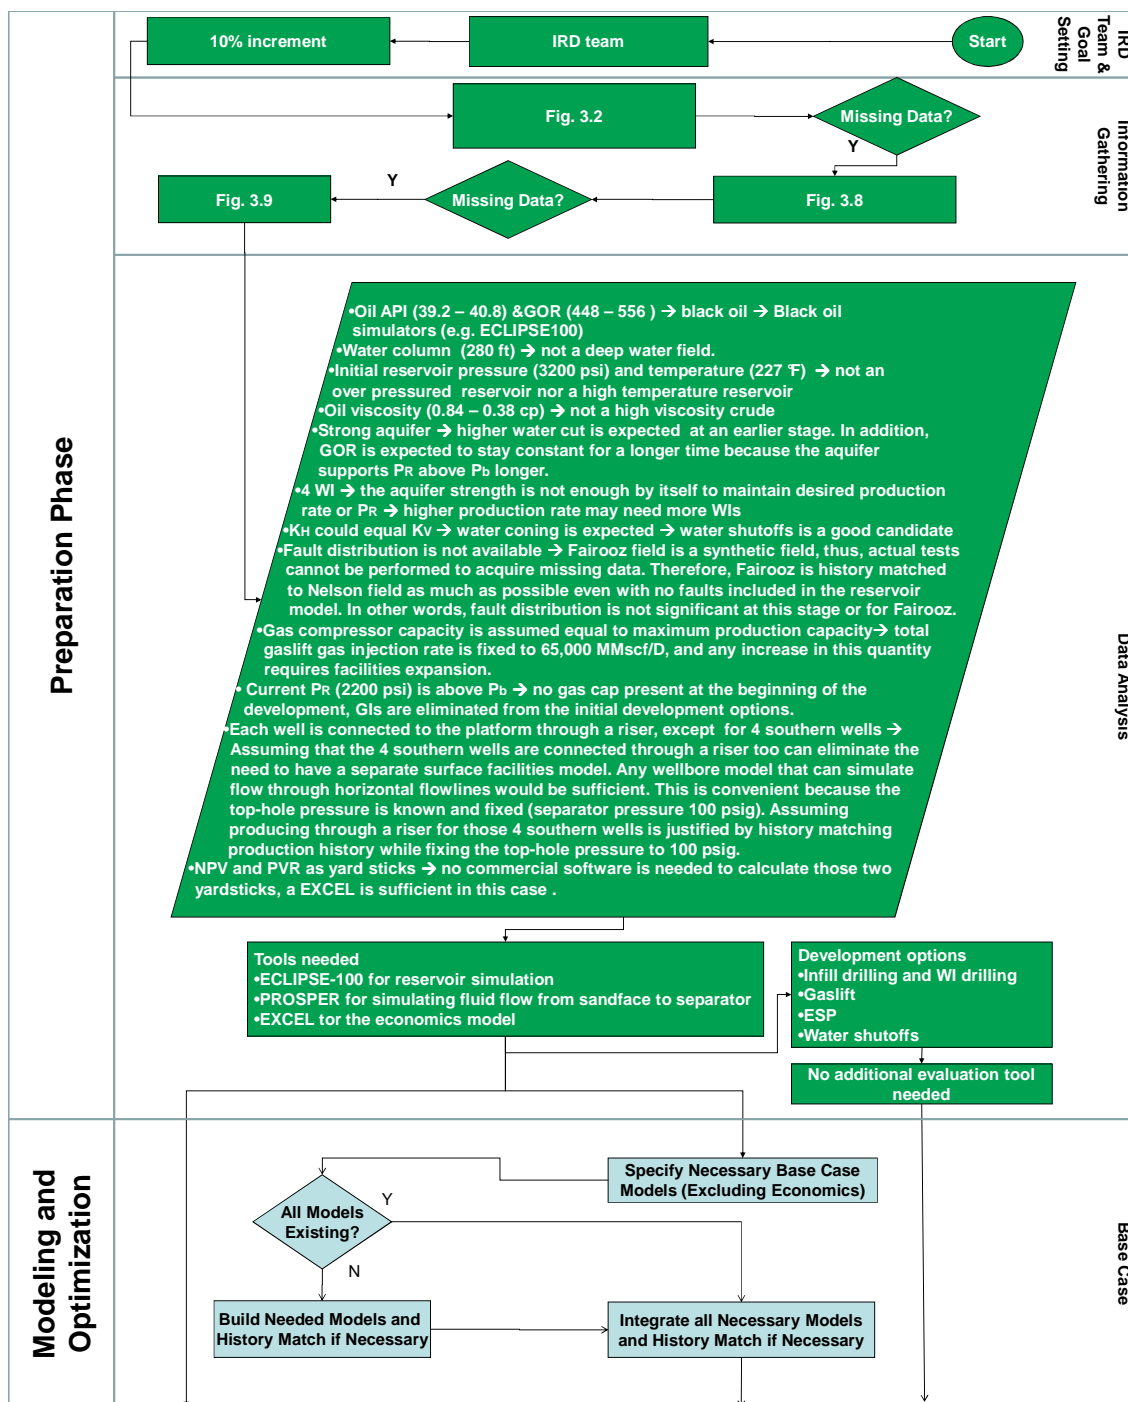 10% increment
IRD team
Start
IRD
Team &
Goal
Setting
Fig. 3.2
Missing Data?
Y
Fig. 3.9
Y
Missing Data?
Fig. 3.8
Information
Gathering
Preparation Phase
•Oil API (39.2 – 40.8) &GOR (448 – 556 ) → black oil → Black oil
simulators (e.g. ECLIPSE100)
•Water column (280 ft) → not a deep water field.
•Initial reservoir pressure (3200 psi) and temperature (227 °F) → not an
over pressured reservoir nor a high temperature reservoir
•Oil viscosity (0.84 – 0.38 cp) → not a high viscosity crude
•Strong aquifer → higher water cut is expected at an earlier stage. In addition,
GOR is expected to stay constant for a longer time because the aquifer
supports PR above Pb longer.
•4 WI → the aquifer strength is not enough by itself to maintain desired production
rate or PR → higher production rate may need more WIs
•KH could equal KV → water coning is expected → water shutoffs is a good candidate
•Fault distribution is not available → Fairooz field is a synthetic field, thus, actual tests
cannot be performed to acquire missing data. Therefore, Fairooz is history matched
to Nelson field as much as possible even with no faults included in the reservoir
model. In other words, fault distribution is not significant at this stage or for Fairooz.
•Gas compressor capacity is assumed equal to maximum production capacity→ total
gaslift gas injection rate is fixed to 65,000 MMscf/D, and any increase in this quantity
requires facilities expansion.
• Current PR (2200 psi) is above Pb → no gas cap present at the beginning of the
development, GIs are eliminated from the initial development options.
•Each well is connected to the platform through a riser, except for 4 southern wells →
Assuming that the 4 southern wells are connected through a riser too can eliminate the
need to have a separate surface facilities model. Any wellbore model that can simulate
flow through horizontal flowlines would be sufficient. This is convenient because the
top-hole pressure is known and fixed (separator pressure 100 psig). Assuming
producing through a riser for those 4 southern wells is justified by history matching
production history while fixing the top-hole pressure to 100 psig.
•NPV and PVR as yard sticks → no commercial software is needed to calculate those two
yardsticks, a EXCEL is sufficient in this case .
Data Analysis
Tools needed
•ECLIPSE-100 for reservoir simulation
•PROSPER for simulating fluid flow from sandface to separator
•EXCEL tor the economics model
Development options
•Infill drilling and WI drilling
•Gaslift
•ESP
•Water shutoffs
No additional evaluation tool
needed
Modeling and
Optimization
Specify Necessary Base Case
Models (Excluding Economics)
All Models
Existing?
Y
N
Build Needed Models and
History Match if Necessary
Integrate all Necessary Models
and History Match if Necessary
Base Case